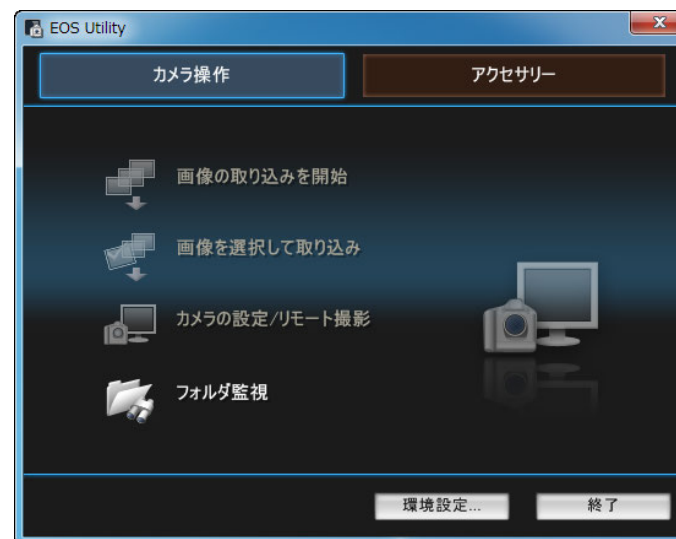 EOS Utility
カメラ操作
アクセサリー
画像の取り込みを開始
画像を選択して取り込み
カメラの設定/リモート撮影
フォルダ監視
環境設定...
終了